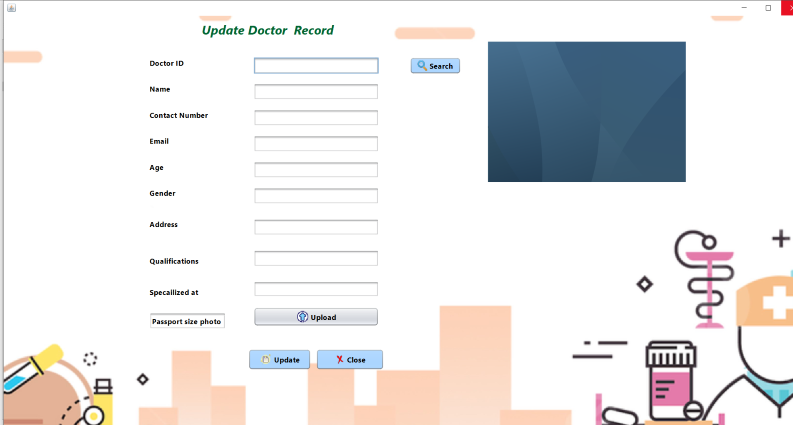 Update Doctor Record
Doctor ID
Search
Name
Contact Number
Email
Age
Gender
Address
Qualifications
Specailized at
Passport size photo
Upload
Update
Close